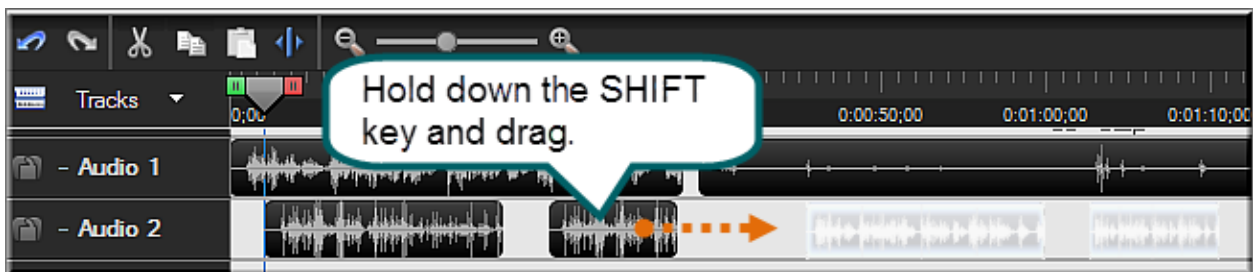 Hold down the SHIFT
key and drag.
Tracks
0:00:50;00 0:01:00;00 0:01:10;00
- Audio 1
- Audio 2